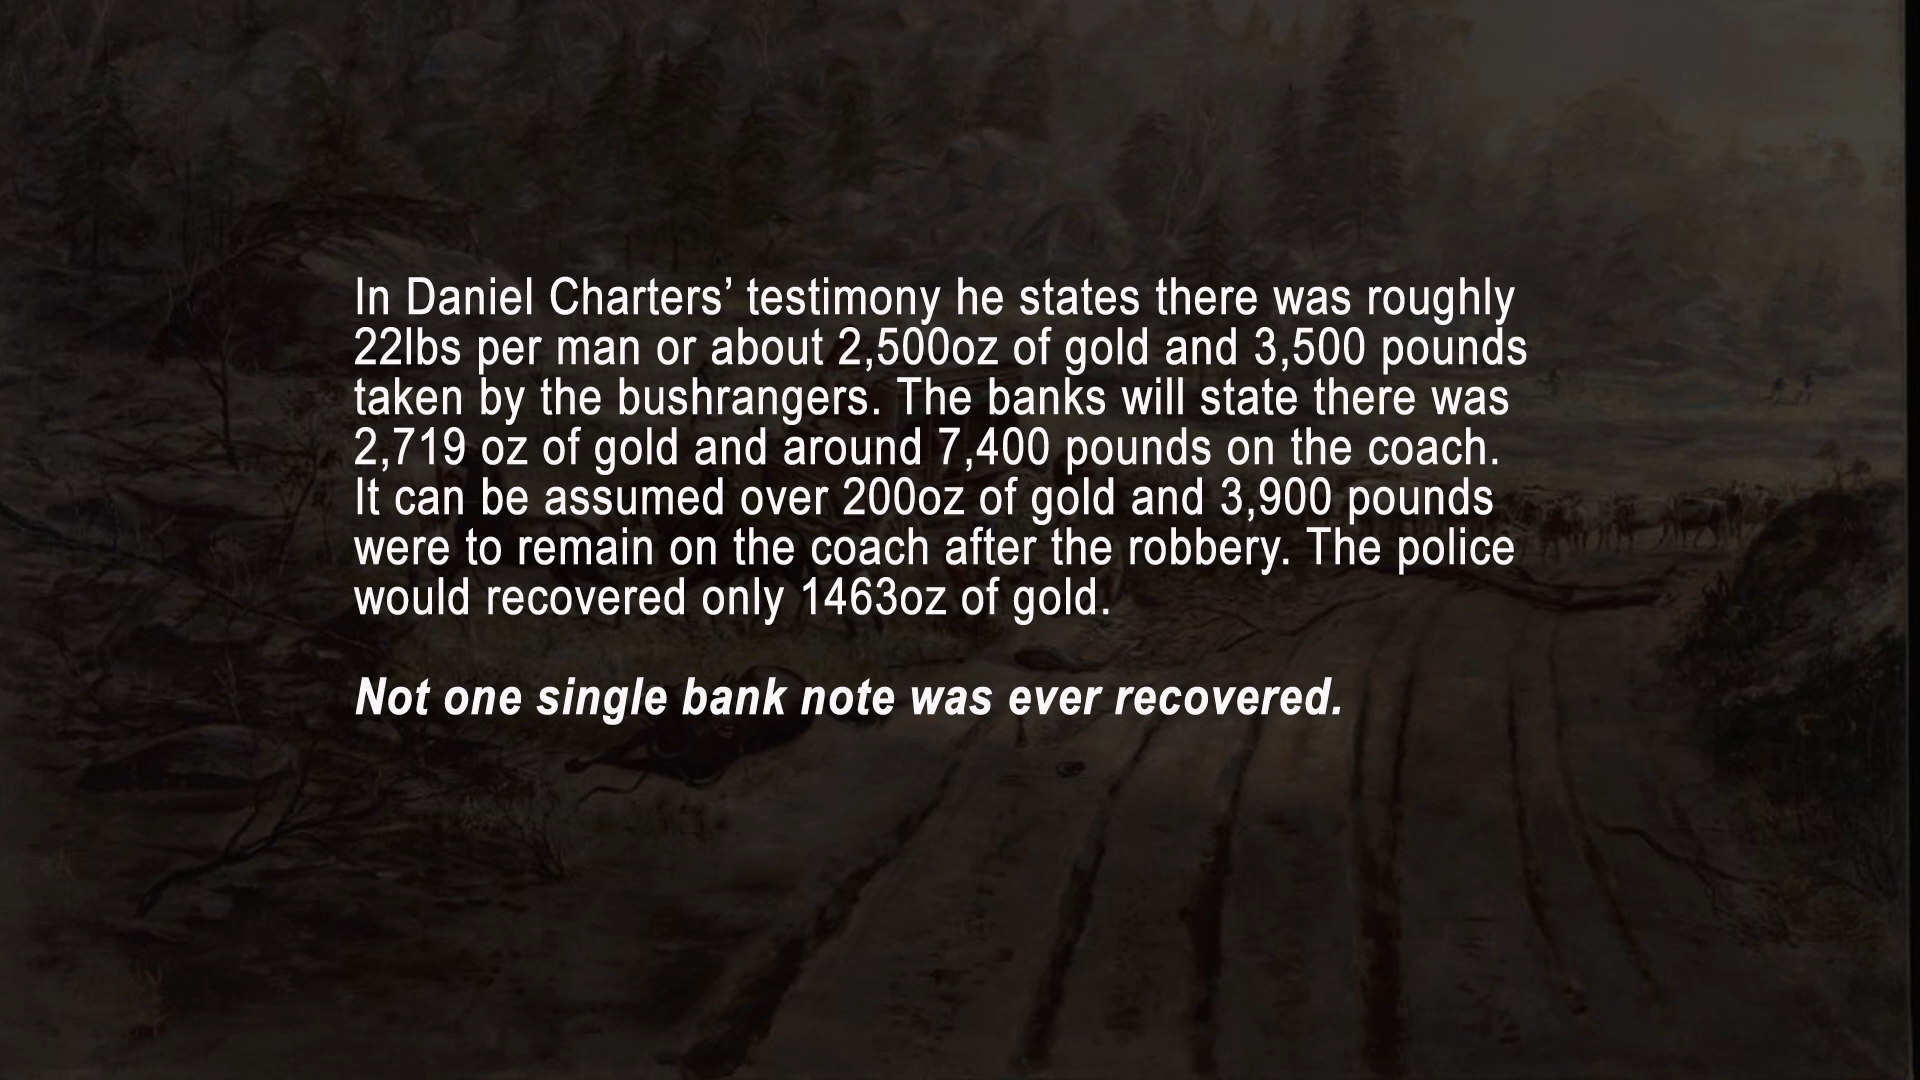 In Daniel Charters’ testimony he states there was roughly
22lbs per man or about 2,500oz of gold and 3,500 pounds
taken by the bushrangers. The banks will state there was
2,719 oz of gold and around 7,400 pounds on the coach.
It can be assumed over 200oz of gold and 3,900 pounds
were to remain on the coach after the robbery. The police
would recovered only 1463oz of gold.
Not one single bank note was ever recovered.